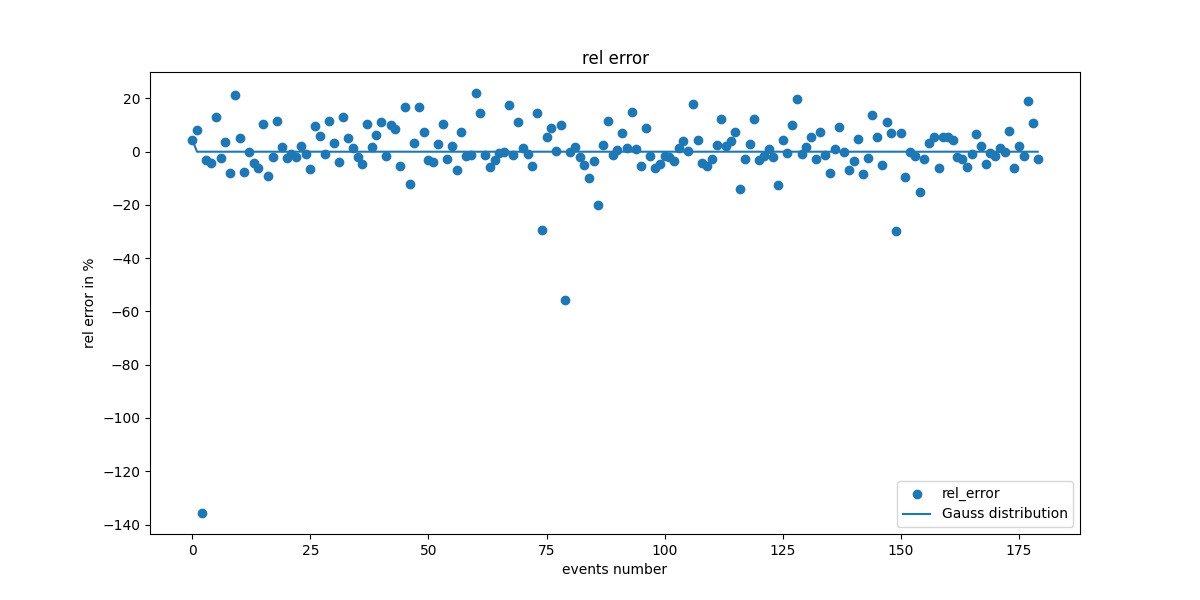 rel error
20
0
−20
−40
−60
−80
−100
−120
−140
rel error in %
0 25 50 75 100 125 150 175
events number
rel_error
Gauss distribution